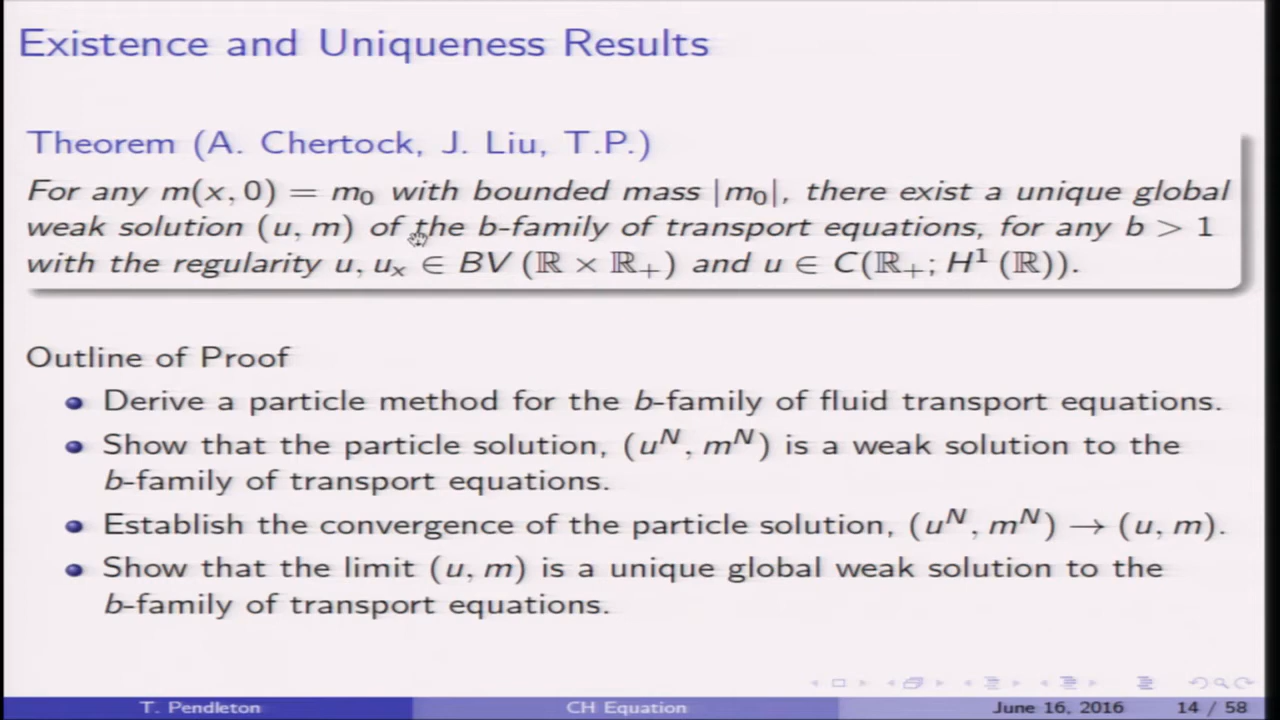 Existence and Uniqueness Results
Theorem (A. Chertock, J. Liu, T.P.)
For any m(x, 0) = m₀ with bounded mass |m₀|, there exist a unique global
weak solution (u, m) of the b-family of transport equations, for any b > 1
with the regularity u, uₓ ∈ BV (ℝ × ℝ₊) and u ∈ C(ℝ₊; H¹ (ℝ)).
Outline of Proof
Derive a particle method for the b-family of fluid transport equations.
Show that the particle solution, (uᴺ, mᴺ) is a weak solution to the
b-family of transport equations.
Establish the convergence of the particle solution, (uᴺ, mᴺ) → (u, m).
Show that the limit (u, m) is a unique global weak solution to the
b-family of transport equations.
T. Pendleton CH Equation June 16, 2016 14 / 58